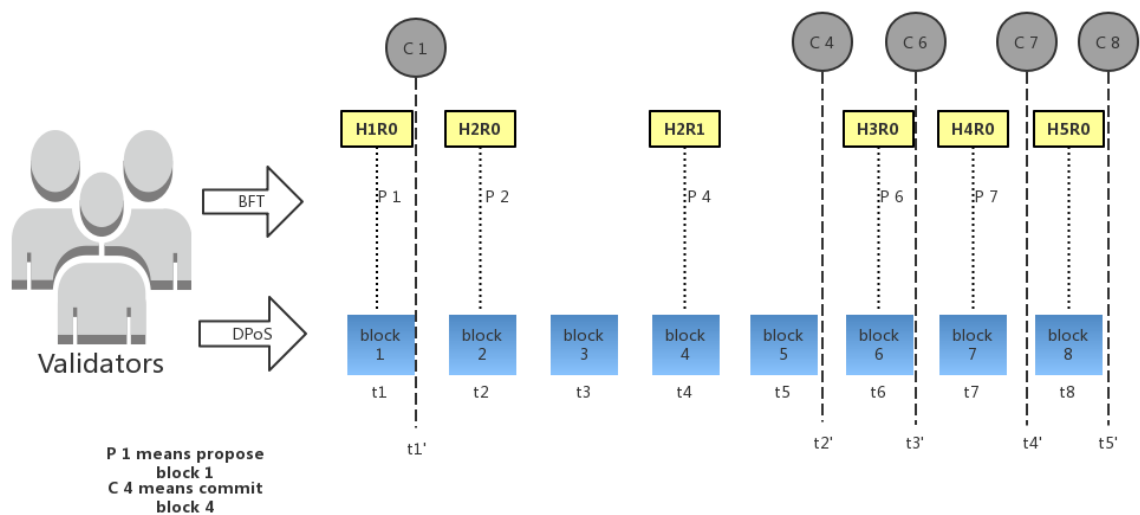 C 1
C 4
C 6
C 7
C 8
H1R0
H2R0
H2R1
H3R0
H4R0
H5R0
BFT
P 1
P 2
P 4
P 6
P 7
DPoS
block
1
block
2
block
3
block
4
block
5
block
6
block
7
block
8
Validators
t1
t2
t3
t4
t5
t6
t7
t8
t1'
t2'
t3'
t4'
t5'
P 1 means propose
block 1
C 4 means commit
block 4